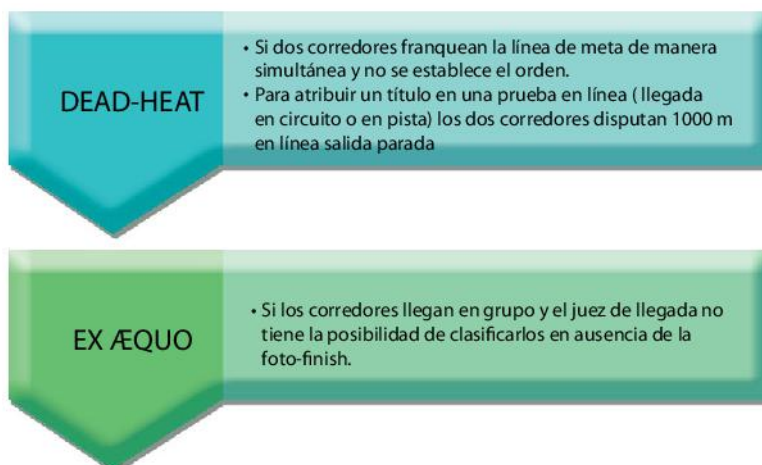 DEAD-HEAT
• Si dos corredores franquean la línea de meta de manera
simultánea y no se establece el orden.
• Para atribuir un título en una prueba en línea ( llegada
en circuito o en pista) los dos corredores disputan 1000 m
en línea salida parada
EX ÆQUO
• Si los corredores llegan en grupo y el juez de llegada no
tiene la posibilidad de clasificarlos en ausencia de la
foto-finish.